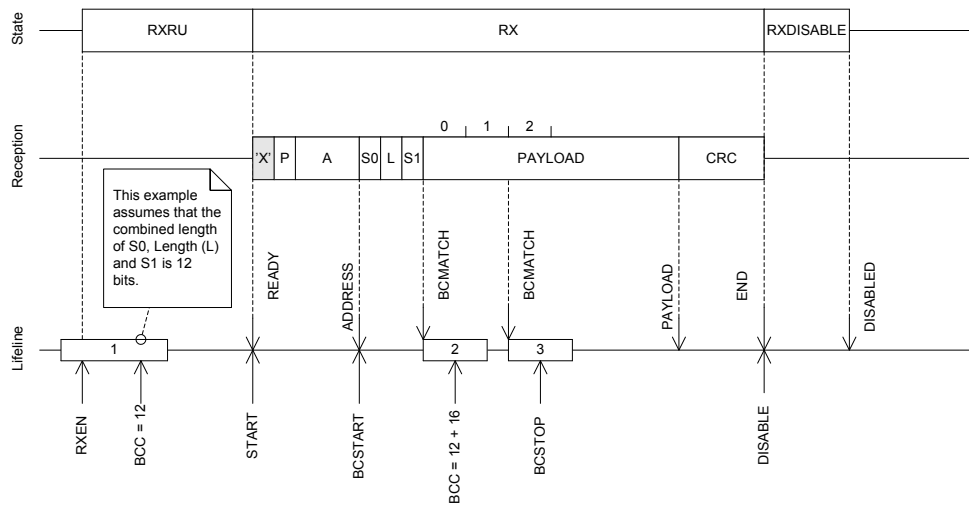 State
RXRU
RX
RXDISABLE
0 1 2
Reception
'X' P A S0 L S1 PAYLOAD CRC
This example
assumes that the
combined length
of S0, Length (L)
and S1 is 12
bits.
READY
ADDRESS
BCMATCH
BCMATCH
PAYLOAD
END
DISABLED
Lifeline
1
2
3
RXEN
BCC = 12
START
BCSTART
BCC = 12 + 16
BCSTOP
DISABLE